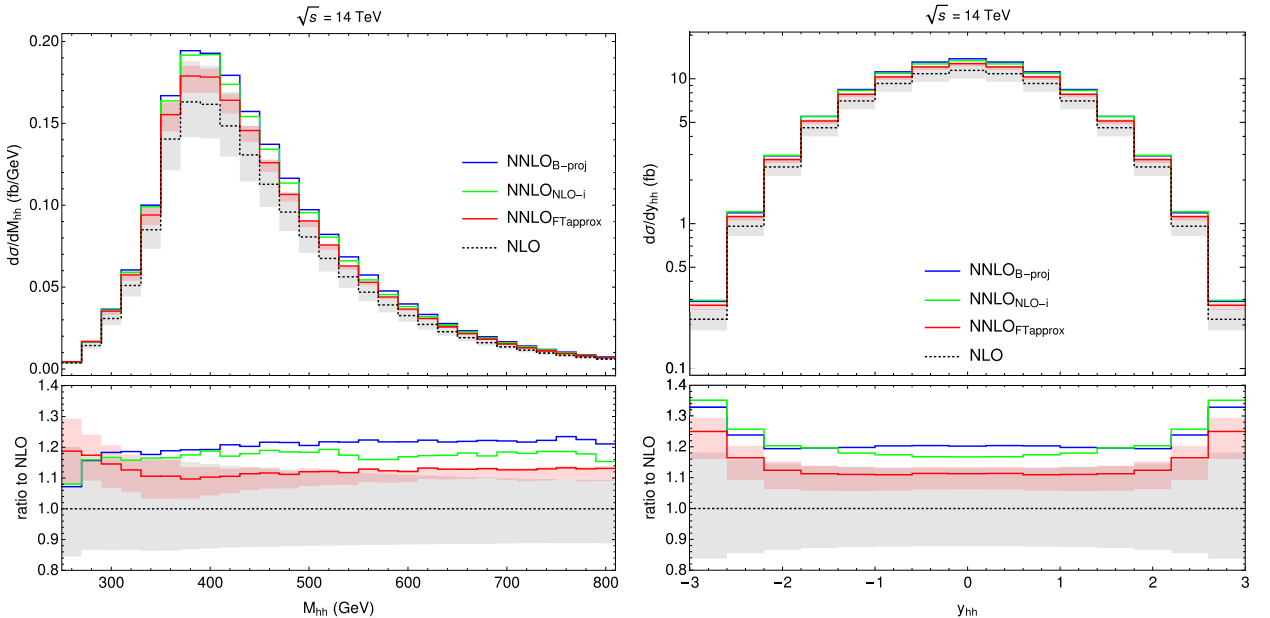 √s = 14 TeV
dσ/dM_hh (fb/GeV)
0.20
0.15
0.10
0.05
0.00
NNLO_B-proj
NNLO_NLO-i
NNLO_FTapprox
NLO
ratio to NLO
1.4
1.3
1.2
1.1
1.0
0.9
0.8
300 400 500 600 700 800
M_hh (GeV)
√s = 14 TeV
dσ/dy_hh (fb)
10
5
1
0.5
0.1
NNLO_B-proj
NNLO_NLO-i
NNLO_FTapprox
NLO
ratio to NLO
1.4
1.3
1.2
1.1
1.0
0.9
0.8
−3 −2 −1 0 1 2 3
y_hh